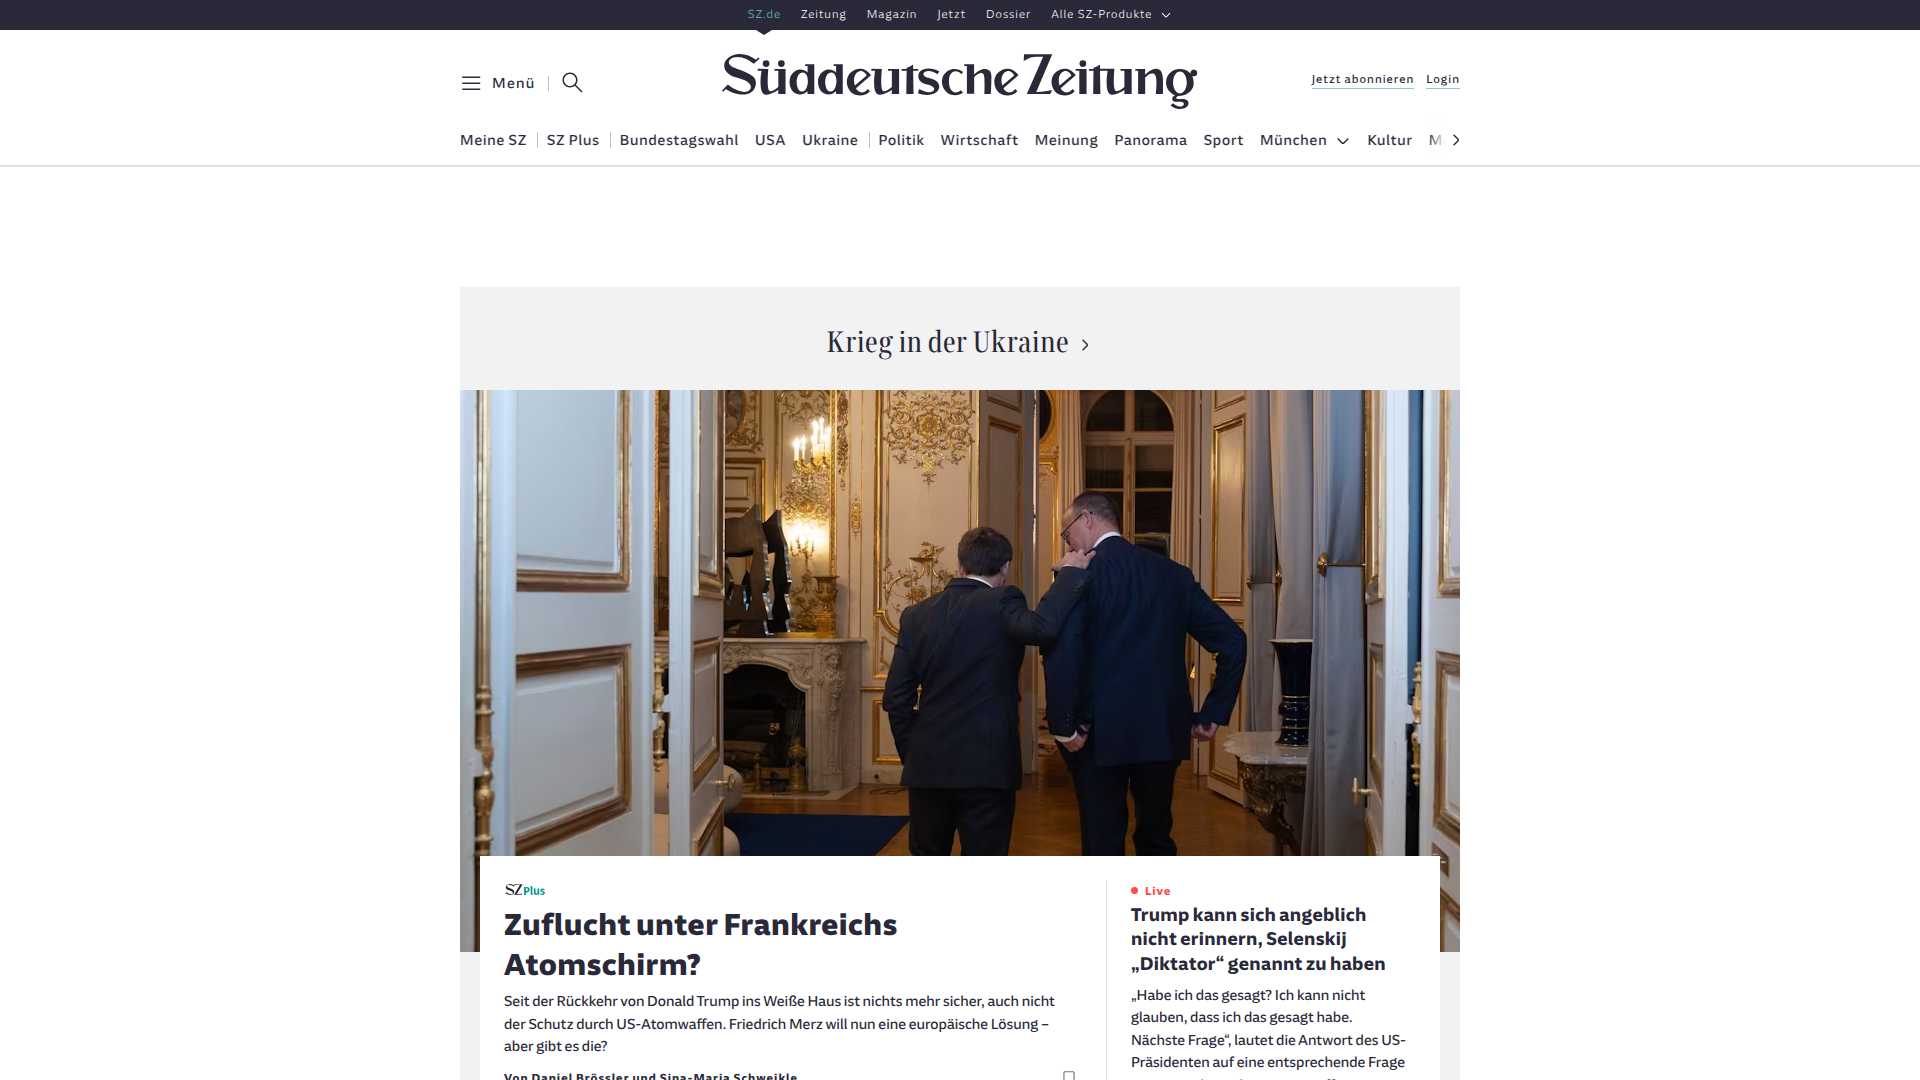 SZ.de Zeitung Magazin Jetzt Dossier Alle SZ-Produkte
Menü
Süddeutsche Zeitung
Jetzt abonnieren Login
Meine SZ SZ Plus Bundestagswahl USA Ukraine Politik Wirtschaft Meinung Panorama Sport München Kultur M
Krieg in der Ukraine
SZ Plus
Zuflucht unter Frankreichs
Atomschirm?
Seit der Rückkehr von Donald Trump ins Weiße Haus ist nichts mehr sicher, auch nicht
der Schutz durch US-Atomwaffen. Friedrich Merz will nun eine europäische Lösung –
aber gibt es die?
Von Daniel Brössler und Sina-Maria Schweikle
Live
Trump kann sich angeblich
nicht erinnern, Selenskij
„Diktator“ genannt zu haben
„Habe ich das gesagt? Ich kann nicht
glauben, dass ich das gesagt habe.
Nächste Frage“, lautet die Antwort des US-
Präsidenten auf eine entsprechende Frage